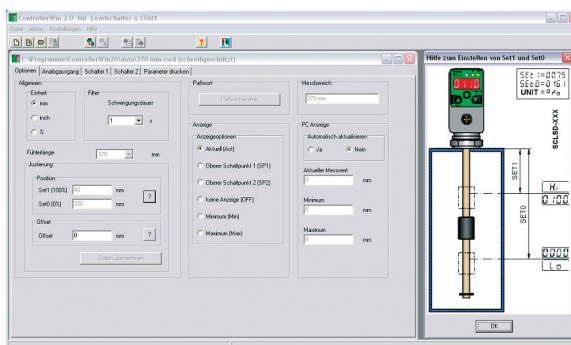 ControllerWin 2.0 für Levelschalter @ COM1
Datei Aktion Einstellungen Hilfe
C:\Programme\ControllerWin20\data\370 mm.cwd (schreibgeschützt)
Optionen Analogausgang Schalter 1 Schalter 2 Parameter drucken
Allgemein
Einheit
mm
inch
%
Filter
Schwingungsdauer
1 s
Fühlerlänge 370 mm
Justierung
Position
Set1 (100%) 40 mm
Set0 (0%) 330 mm
?
Offset
Offset 0 mm ?
Daten übernehmen
Paßwort
Paßwort ändern
Anzeige
Anzeigeoptionen
Aktuell (Act)
Oberer Schaltpunkt 1 (SP1)
Oberer Schaltpunkt 2 (SP2)
keine Anzeige (OFF)
Minimum (Min)
Maximum (Max)
Messbereich
370 mm
PC-Anzeige
Automatisch aktualisieren
Ja Nein
Aktueller Messwert
0 mm
Minimum
0 mm
Maximum
0 mm
Hilfe zum Einstellen von Set1 und Set0
SEt 1=0075
SEt0=0161
UNIT =
SCLSD-XXX
SET1
SET0
Hi
0100
0000
Lo
OK